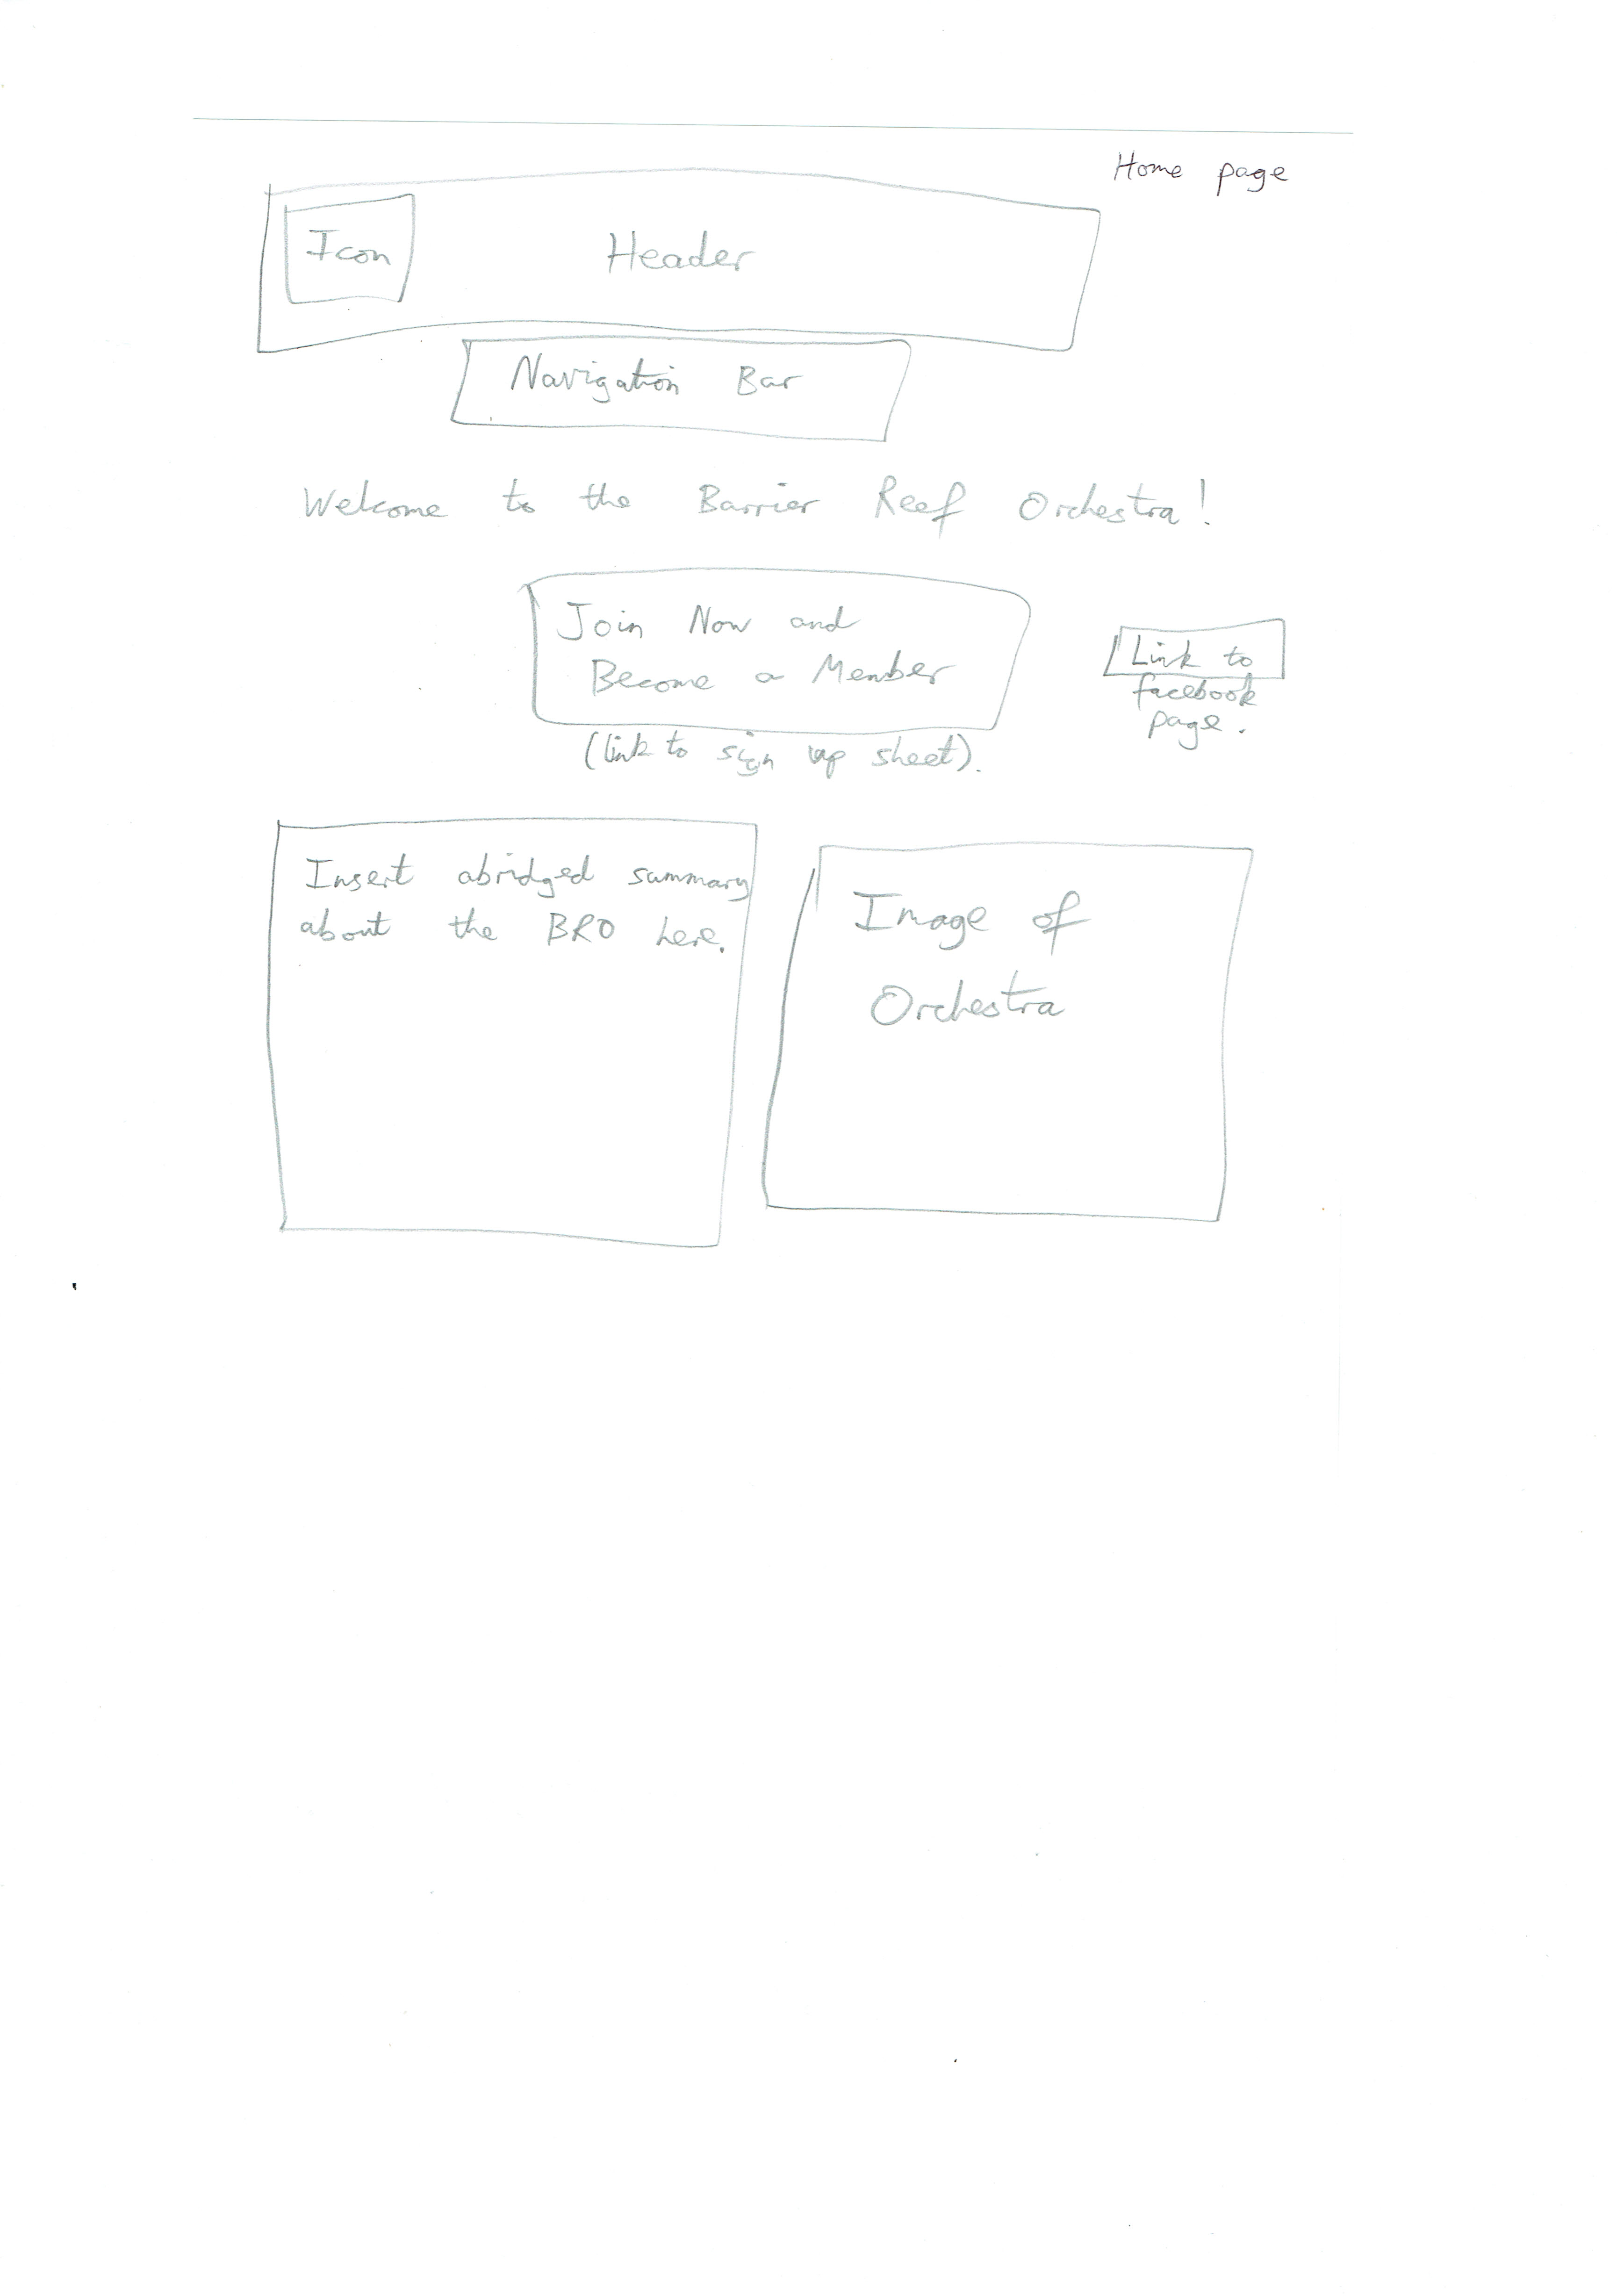 Home page
Icon
Header
Navigation Bar
Welcome to the Barrier Reef Orchestra!
Join Now and
Become a Member
(link to sign up sheet).
Link to
facebook
page.
Insert abridged summary
about the BRO here.
Image of
Orchestra